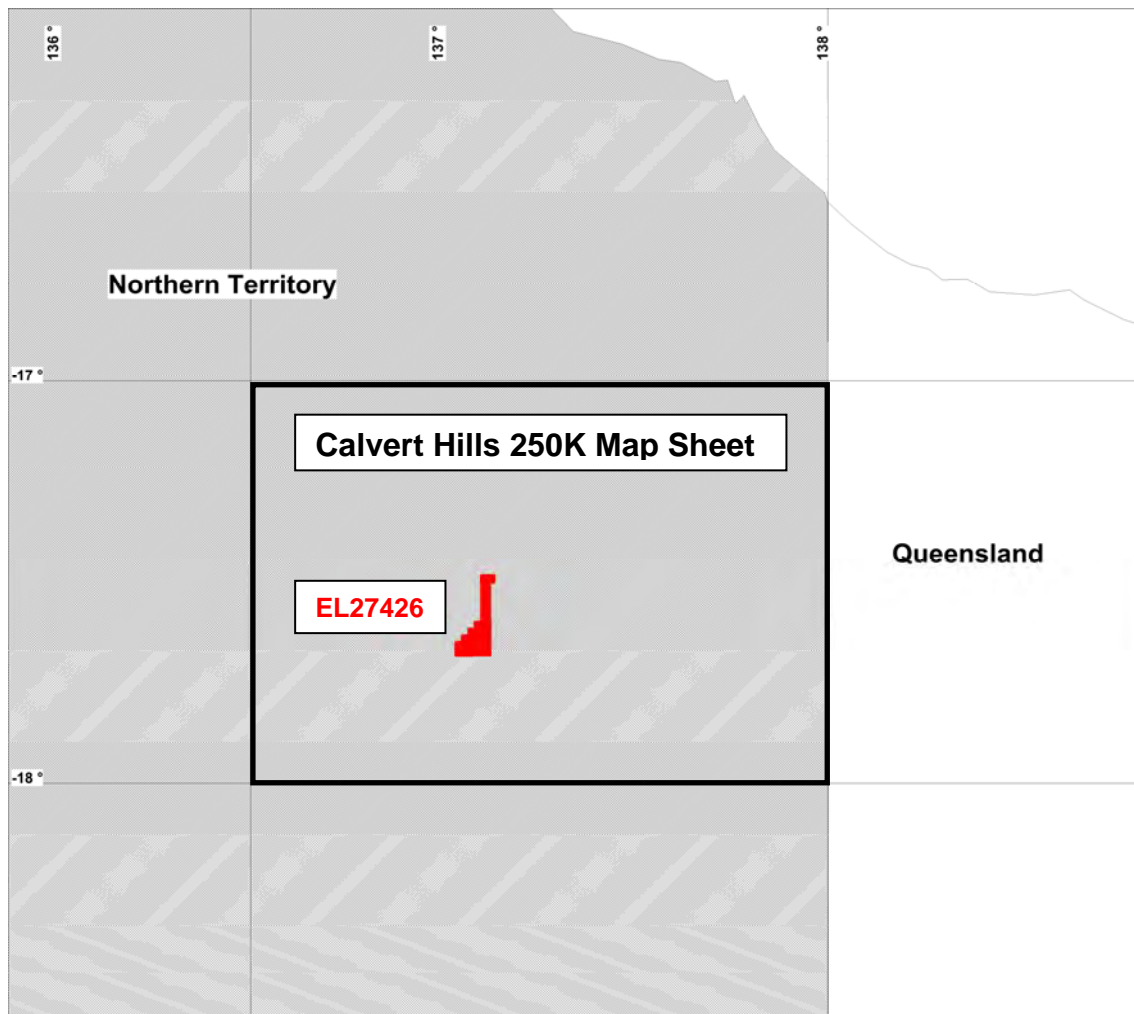 136 °
137 °
138 °
Northern Territory
-17 °
Calvert Hills 250K Map Sheet
Queensland
EL27426
-18 °